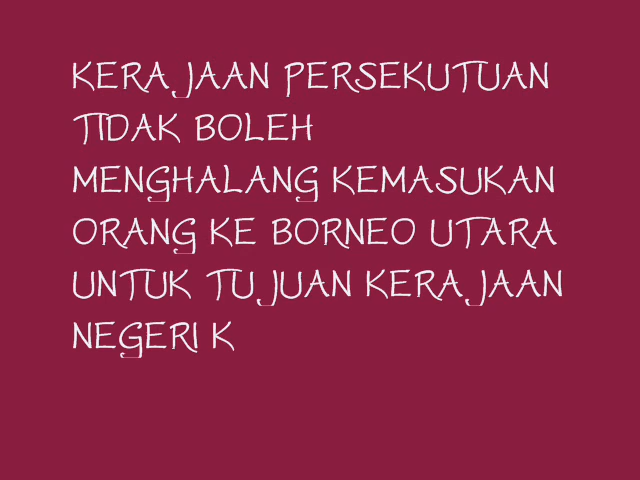 KERAJAAN PERSEKUTUAN
TIDAK BOLEH
MENGHALANG KEMASUKAN
ORANG KE BORNEO UTARA
UNTUK TUJUAN KERAJAAN
NEGERI K